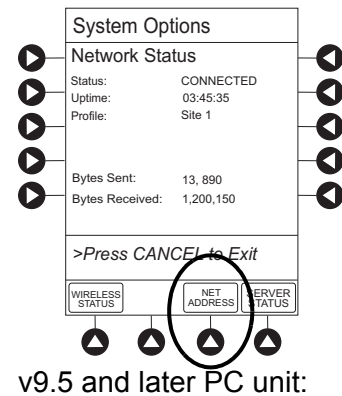 System Options
Network Status
Status: CONNECTED
Uptime: 03:45:35
Profile: Site 1
Bytes Sent: 13, 890
Bytes Received: 1,200,150
>Press CANCEL to Exit
WIRELESS STATUS
NET ADDRESS
SERVER STATUS
v9.5 and later PC unit: